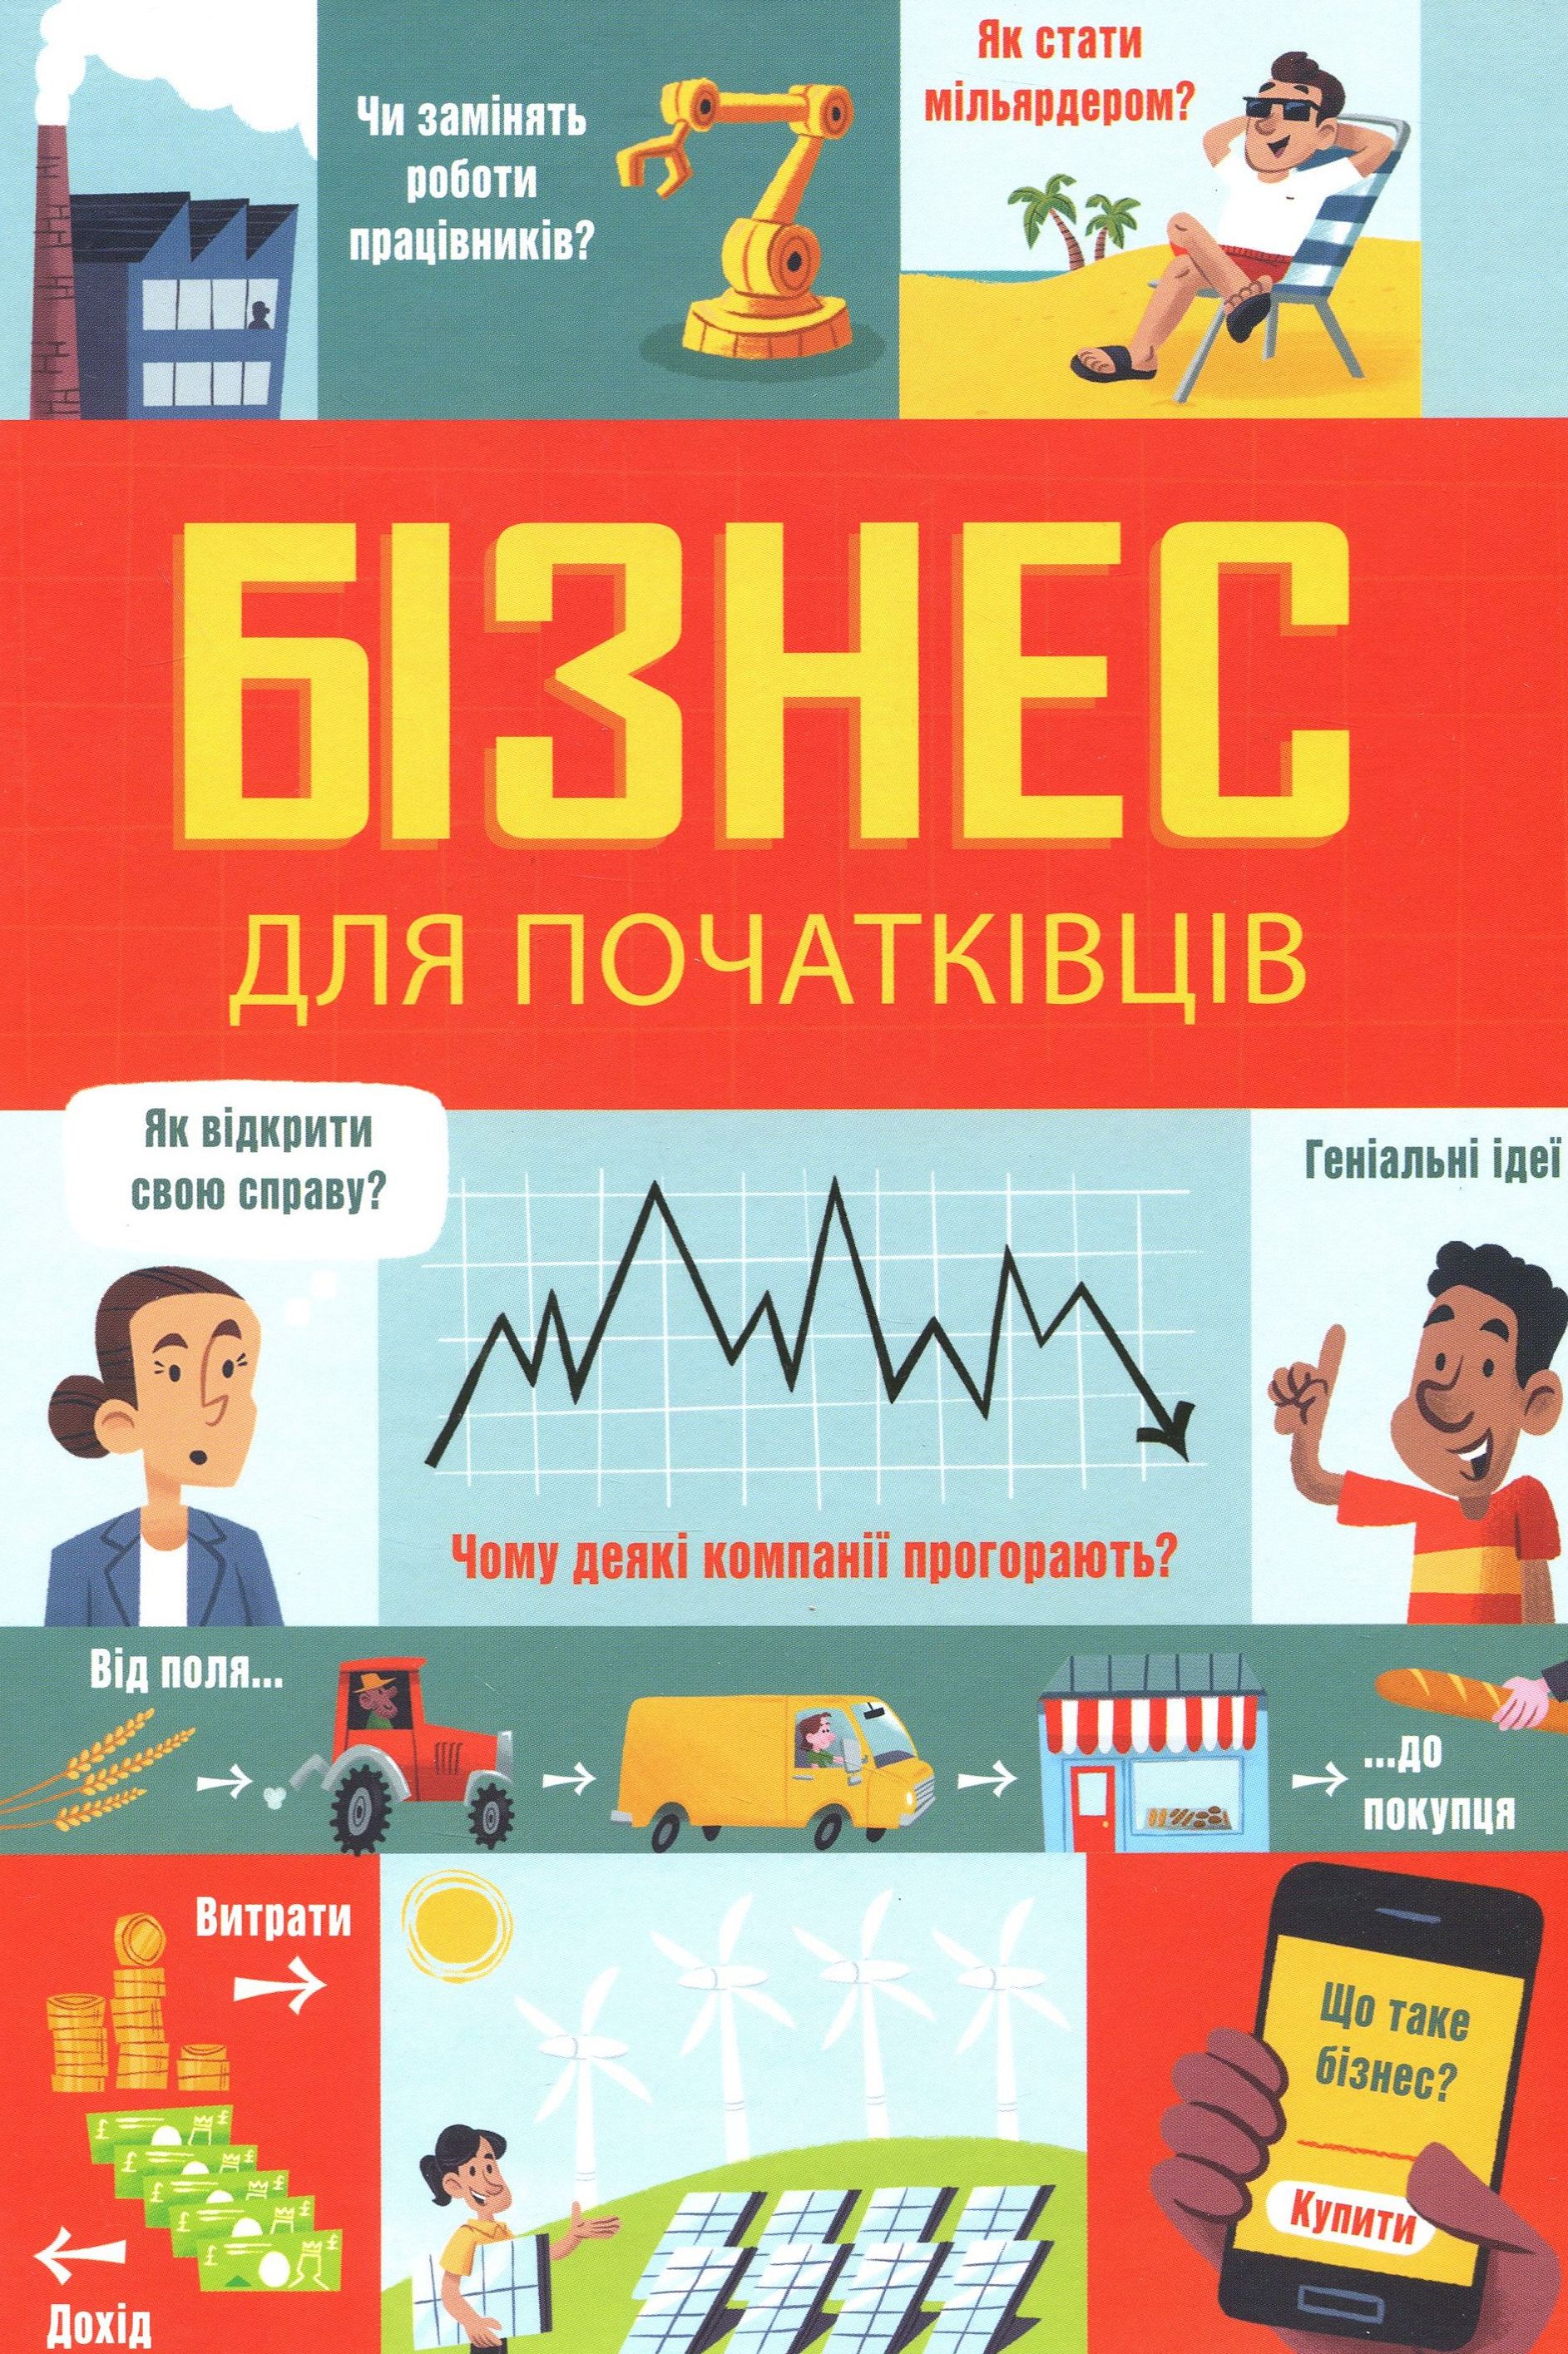 Чи замінять
роботи
працівників?
Як стати
мільярдером?
БІЗНЕС
ДЛЯ ПОЧАТКІВЦІВ
Як відкрити
свою справу?
Геніальні ідеї
Чому деякі компанії прогорають?
Від поля...
...до
покупця
Витрати
£ £
£ £
£ £
£ £
£ £
Дохід
Що таке
бізнес?
Купити